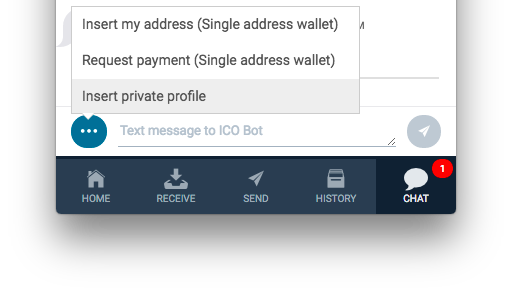 Insert my address (Single address wallet)
M
Request payment (Single address wallet)
Insert private profile
Text message to ICO Bot
1
HOME
RECEIVE
SEND
HISTORY
CHAT